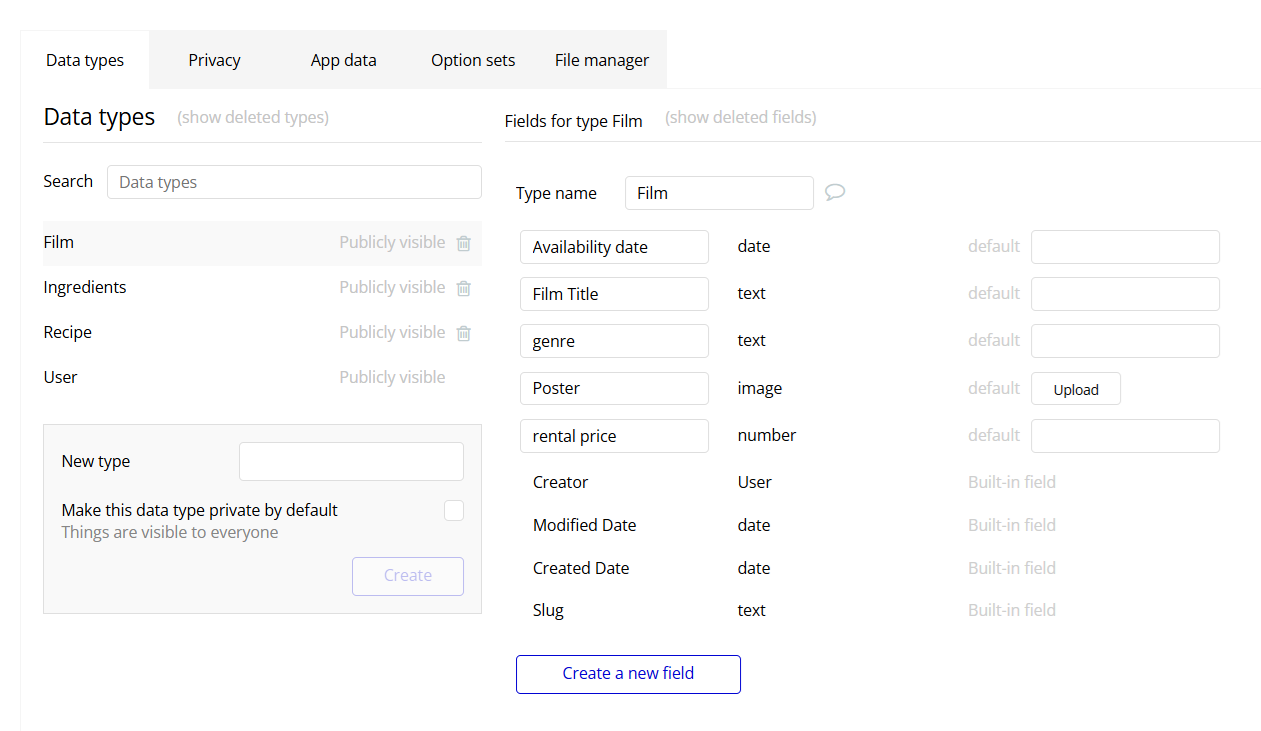 Data types Privacy App data Option sets File manager
Data types (show deleted types)
Search Data types
Film Publicly visible
Ingredients Publicly visible
Recipe Publicly visible
User Publicly visible
New type
Make this data type private by default
Things are visible to everyone
Create
Fields for type Film (show deleted fields)
Type name Film
Availability date date default
Film Title text default
genre text default
Poster image default Upload
rental price number default
Creator User Built-in field
Modified Date date Built-in field
Created Date date Built-in field
Slug text Built-in field
Create a new field